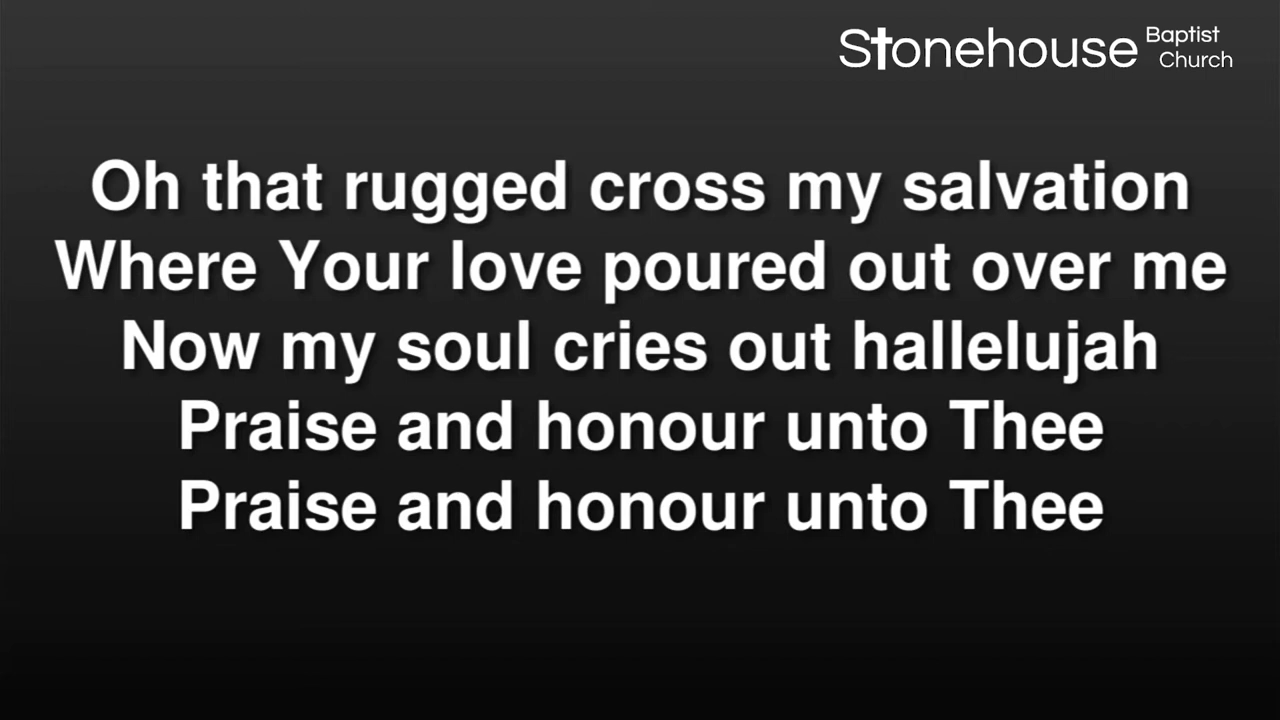 Stonehouse Baptist Church
Oh that rugged cross my salvation
Where Your love poured out over me
Now my soul cries out hallelujah
Praise and honour unto Thee
Praise and honour unto Thee